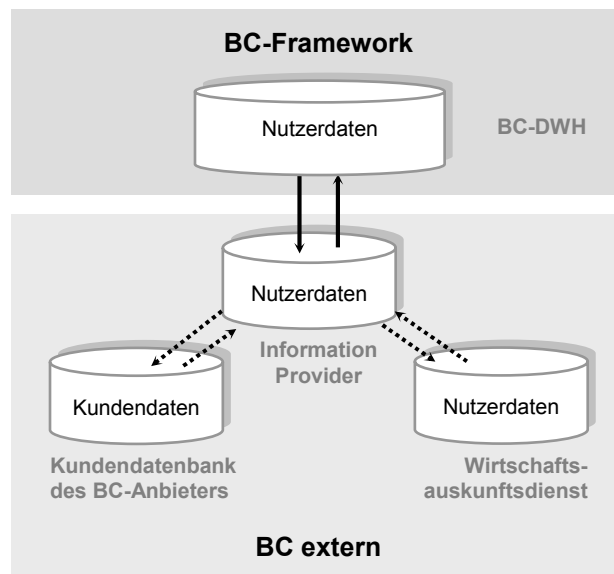 BC-Framework
Nutzerdaten
BC-DWH
Nutzerdaten
Information
Provider
Kundendaten
Nutzerdaten
Kundendatenbank
des BC-Anbieters
Wirtschafts-
auskunftsdienst
BC extern